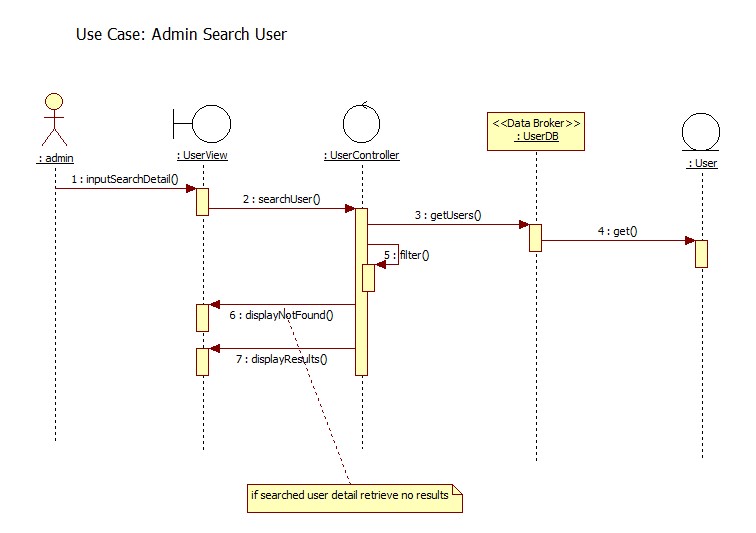 Use Case: Admin Search User
<<Data Broker>>
: UserDB
: admin
: UserView
: UserController
: User
1 : inputSearchDetail()
2 : searchUser()
3 : getUsers()
4 : get()
5 : filter()
6 : displayNotFound()
7 : displayResults()
if searched user detail retrieve no results